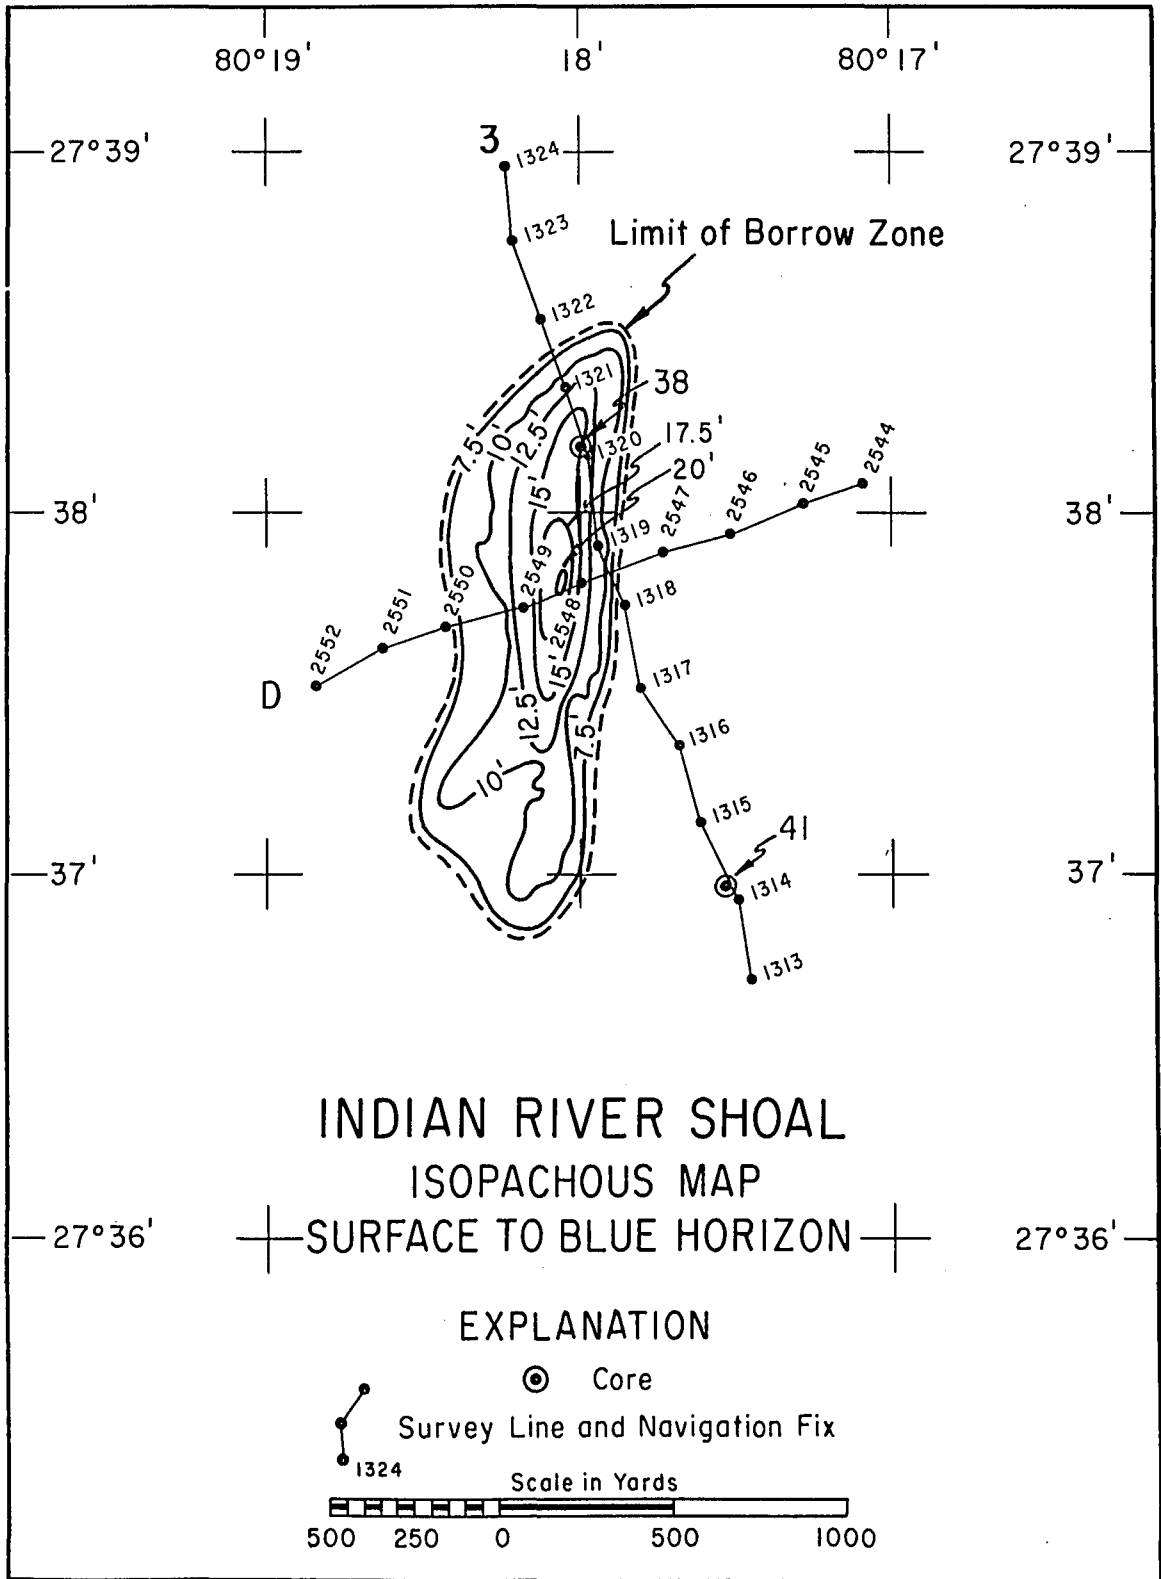 80°19' 18' 80°17'
27°39' 27°39'
3
1324
1323
Limit of Borrow Zone
1322
1321
38
7.5' 10' 12.5' 1320 17.5'
20'
15'
2544
2545
2546
2547
38' 38'
1319
2549
2550
2551
2552
2548
1318
D
15'
12.5'
7.5'
1317
1316
10'
1315
41
37' 37'
1314
1313
INDIAN RIVER SHOAL
ISOPACHOUS MAP
27°36' SURFACE TO BLUE HORIZON 27°36'
EXPLANATION
Core
Survey Line and Navigation Fix
1324
Scale in Yards
500 250 0 500 1000